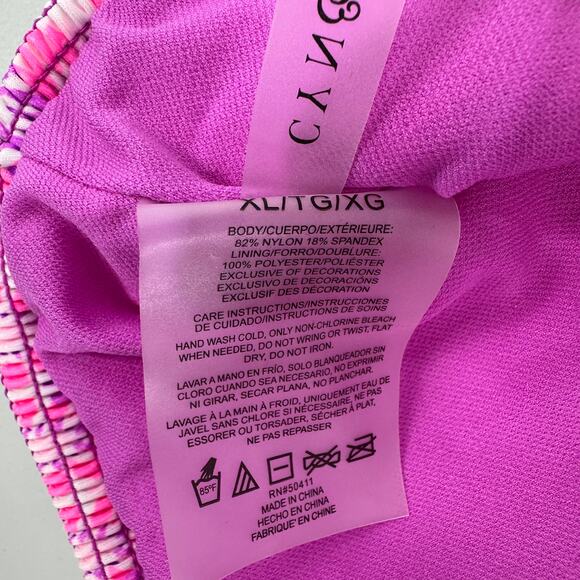 CYN &
XL/TG/XG
BODY/CUERPO/EXTÉRIEURE:
82% NYLON 18% SPANDEX
LINING/FORRO/DOUBLURE:
100% POLYESTER/POLIÉSTER
EXCLUSIVE OF DECORATIONS
EXCLUSIVO DE DECORACIONES
EXCLUSIF DES DÉCORATION
CARE INSTRUCTIONS/INSTRUCCIONES
DE CUIDADO/INSTRUCTIONS DE SOIN:
HAND WASH COLD, ONLY NON-CHLORINE BLEACH
WHEN NEEDED, DO NOT WRING OR TWIST, FLAT
DRY, DO NOT IRON.
LAVAR A MANO EN FRÍO, SOLO BLANQUEADOR SIN
CLORO CUANDO SEA NECESARIO, NO EXPRIMIR
NI GIRAR, SECAR PLANA, NO PLANCHAR.
LAVAGE À LA MAIN À FROID, UNIQUEMENT EAU DE
JAVEL SANS CHLORE SI NÉCESSAIRE, NE PAS
ESSORER OU TORSADER, SÉCHER À PLAT,
NE PAS REPASSER
85°F
RN#50411
MADE IN CHINA
HECHO EN CHINA
FABRIQUE' EN CHINE